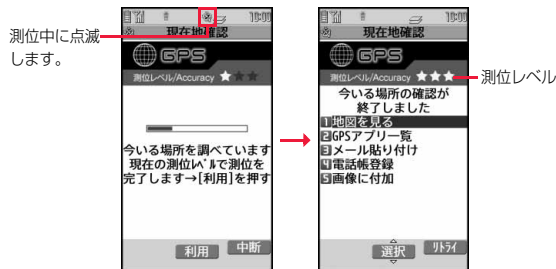 測位中に点滅
します。
10:00
現在地確認
GPS
測位レベル/Accuracy ★★★
今いる場所を調べています
現在の測位ﾚﾍﾞﾙで測位を
完了します→[利用]を押す
利用 中断
10:00
現在地確認
GPS
測位レベル/Accuracy ★★★
測位レベル
今いる場所の確認が
終了しました
1地図を見る
2GPSアプリ一覧
3メール貼り付け
4電話帳登録
5画像に付加
選択 ﾘﾄﾗｲ